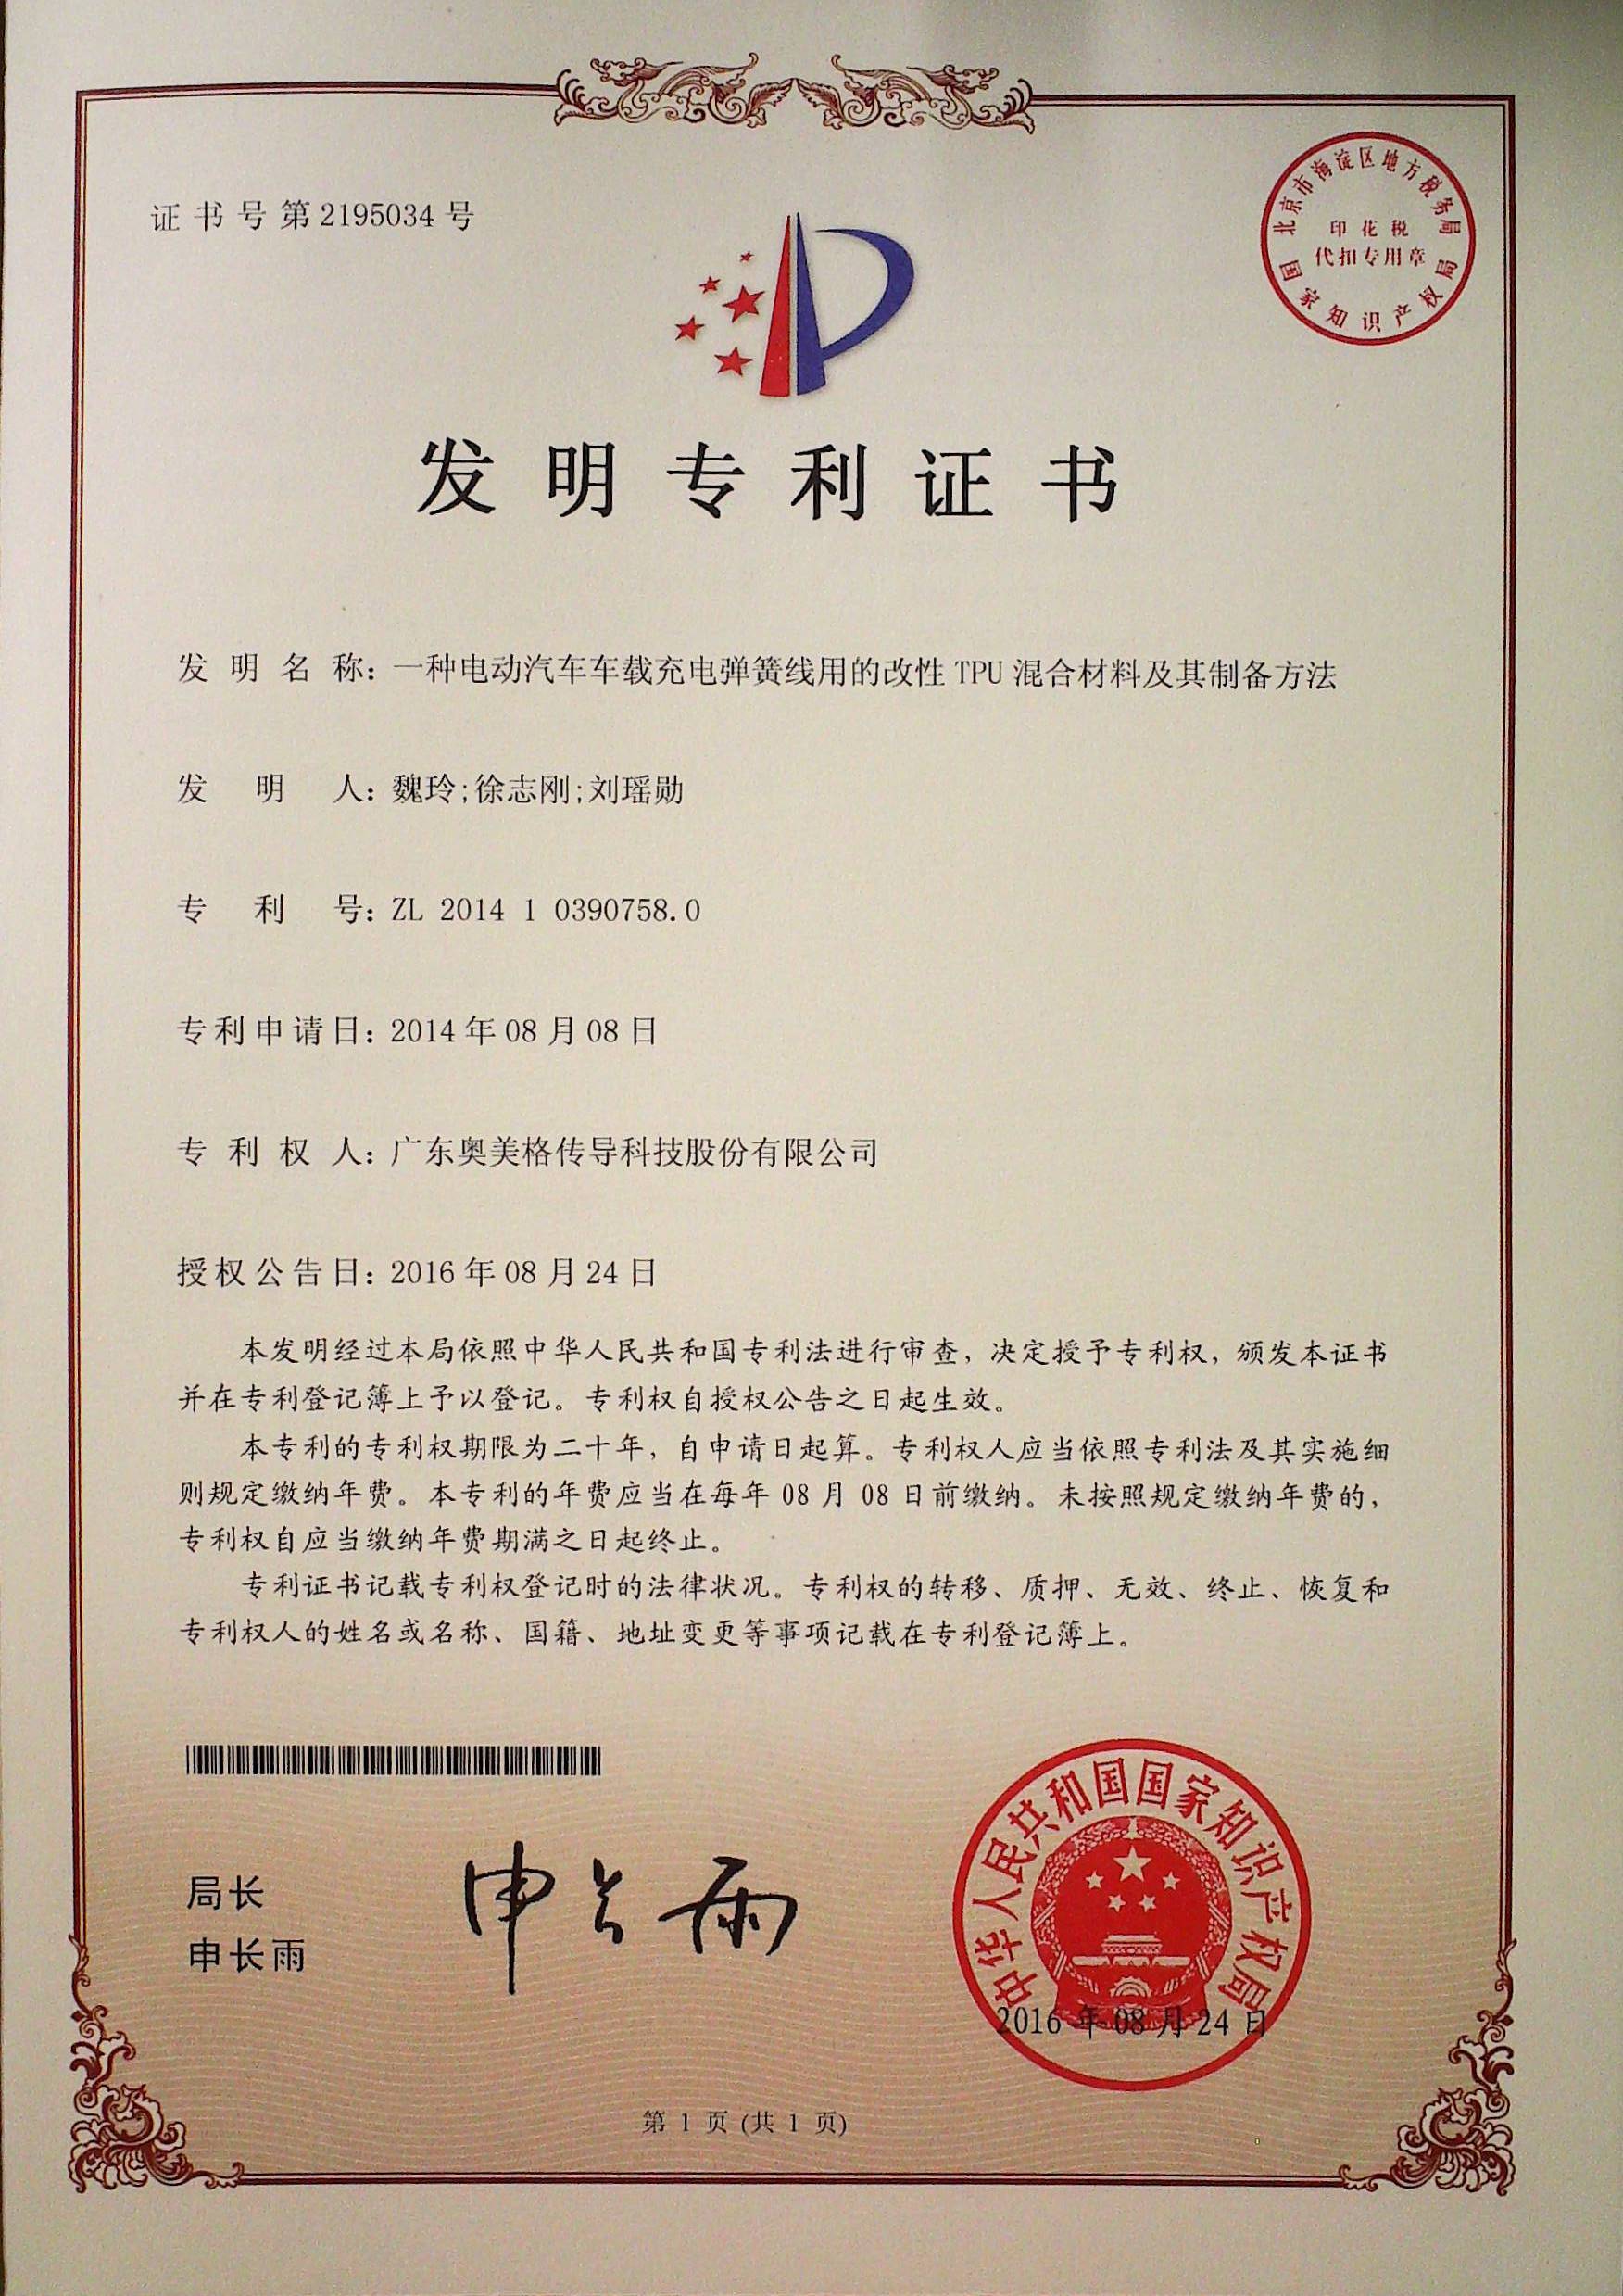 证书号第2195034号
北京市海淀区地方税务局
印花税
代扣专用章
国家知识产权局
发明专利证书
发明名称：一种电动汽车车载充电弹簧线用的改性TPU混合材料及其制备方法
发明人：魏玲;徐志刚;刘瑶勋
专利号：ZL 2014 1 0390758.0
专利申请日：2014年08月08日
专利权人：广东奥美格传导科技股份有限公司
授权公告日：2016年08月24日
本发明经过本局依照中华人民共和国专利法进行审查，决定授予专利权，颁发本证书
并在专利登记簿上予以登记。专利权自授权公告之日起生效。
本专利的专利权期限为二十年，自申请日起算。专利权人应当依照专利法及其实施细
则规定缴纳年费。本专利的年费应当在每年08月08日前缴纳。未按照规定缴纳年费的，
专利权自应当缴纳年费期满之日起终止。
专利证书记载专利权登记时的法律状况。专利权的转移、质押、无效、终止、恢复和
专利权人的姓名或名称、国籍、地址变更等事项记载在专利登记簿上。
局长
申长雨
申长雨
中华人民共和国国家知识产权局
2016年08月24日
第1页(共1页)